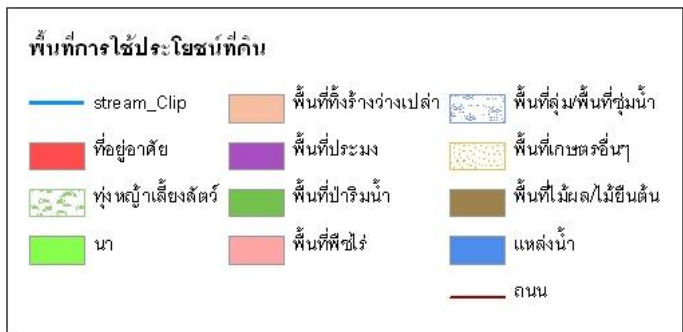 พื้นที่การใช้ประโยชน์ที่ดิน
stream_Clip
ที่อยู่อาศัย
ทุ่งหญ้าเลี้ยงสัตว์
นา
พื้นที่ทิ้งร้างว่างเปล่า
พื้นที่ประมง
พื้นที่ป่าริมน้ำ
พื้นที่พืชไร่
พื้นที่ลุ่ม/พื้นที่ชุ่มน้ำ
พื้นที่เกษตรอื่นๆ
พื้นที่ไม้ผล/ไม้ยืนต้น
แหล่งน้ำ
ถนน